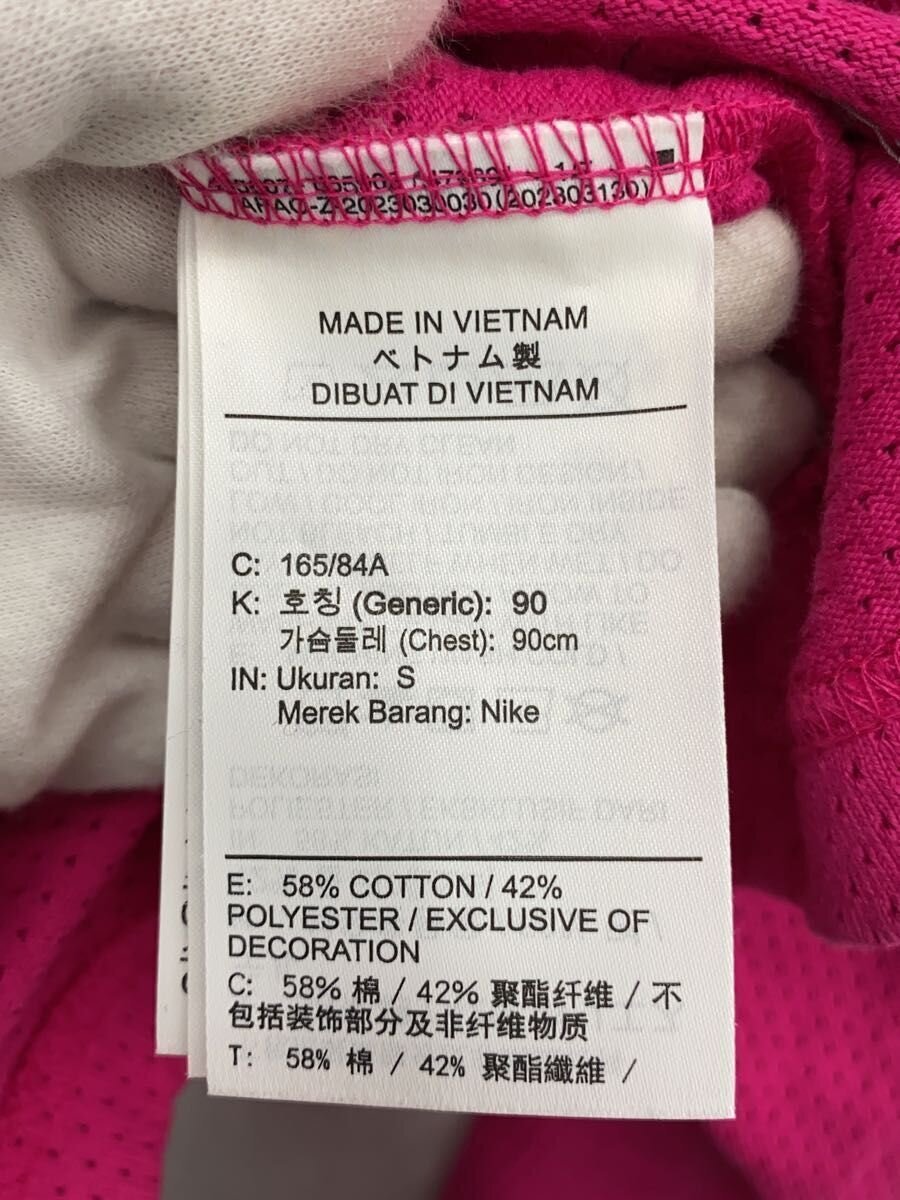 AFAO-Z 2023030030(202303130)
MADE IN VIETNAM
ベトナム製
DIBUAT DI VIETNAM
C: 165/84A
K: 호칭 (Generic): 90
가슴둘레 (Chest): 90cm
IN: Ukuran: S
Merek Barang: Nike
E: 58% COTTON / 42%
POLYESTER / EXCLUSIVE OF
DECORATION
C: 58% 棉 / 42% 聚酯纤维 / 不
包括装饰部分及非纤维物质
T: 58% 棉 / 42% 聚酯纖維 /